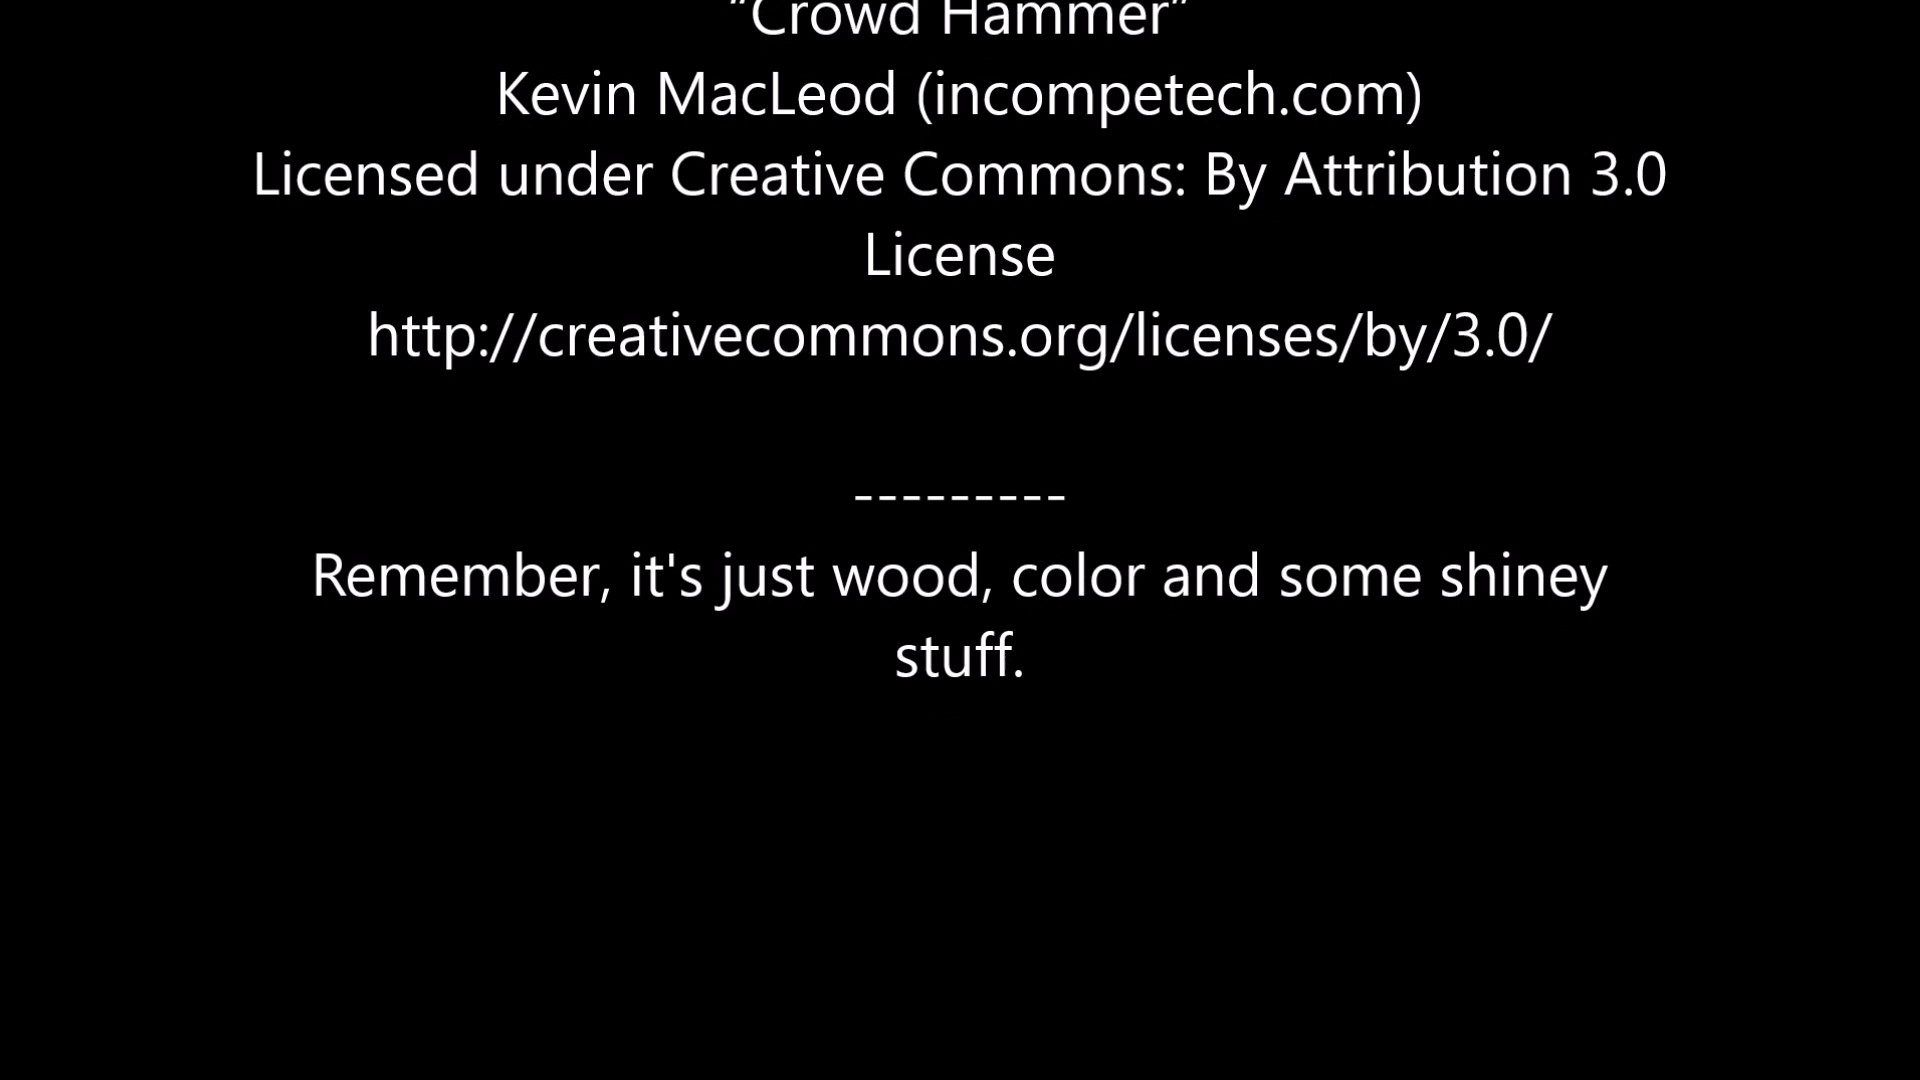 "Crowd Hammer"
Kevin MacLeod (incompetech.com)
Licensed under Creative Commons: By Attribution 3.0
License
http://creativecommons.org/licenses/by/3.0/
---------
Remember, it's just wood, color and some shiney
stuff.